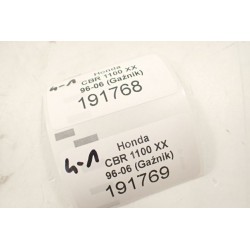 Honda
CBR 1100 XX
96-06 (Gaźnik)
191768
4-1
Honda
CBR 1100 XX
96-06 (Gaźnik)
191769
4-1